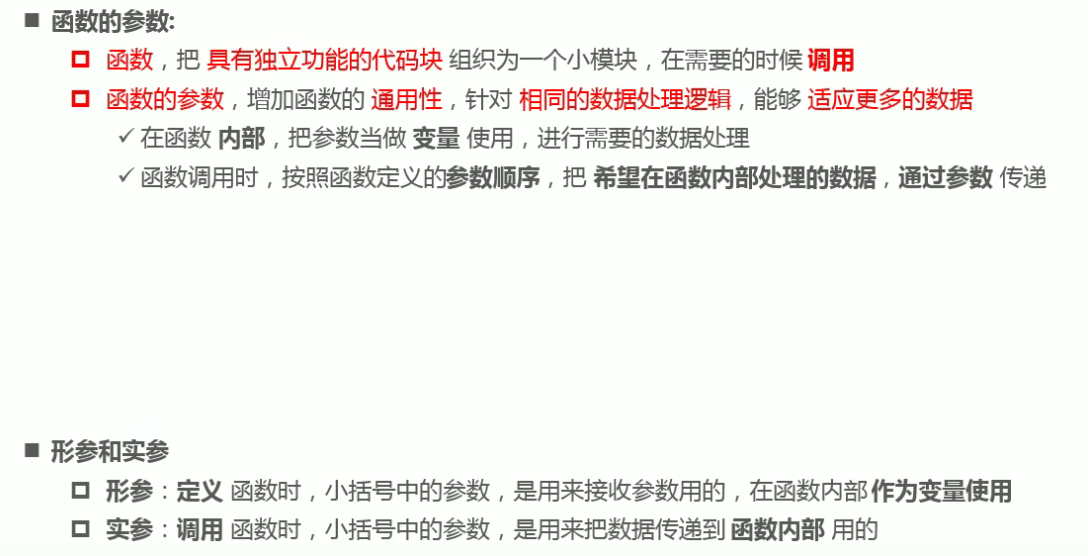 函数的参数:
函数，把 具有独立功能的代码块 组织为一个小模块，在需要的时候 调用
函数的参数，增加函数的 通用性，针对 相同的数据处理逻辑，能够 适应更多的数据
在函数 内部，把参数当做 变量 使用，进行需要的数据处理
函数调用时，按照函数定义的参数顺序，把 希望在函数内部处理的数据，通过参数 传递
形参和实参
形参：定义 函数时，小括号中的参数，是用来接收参数用的，在函数内部作为变量使用
实参：调用 函数时，小括号中的参数，是用来把数据传递到 函数内部 用的